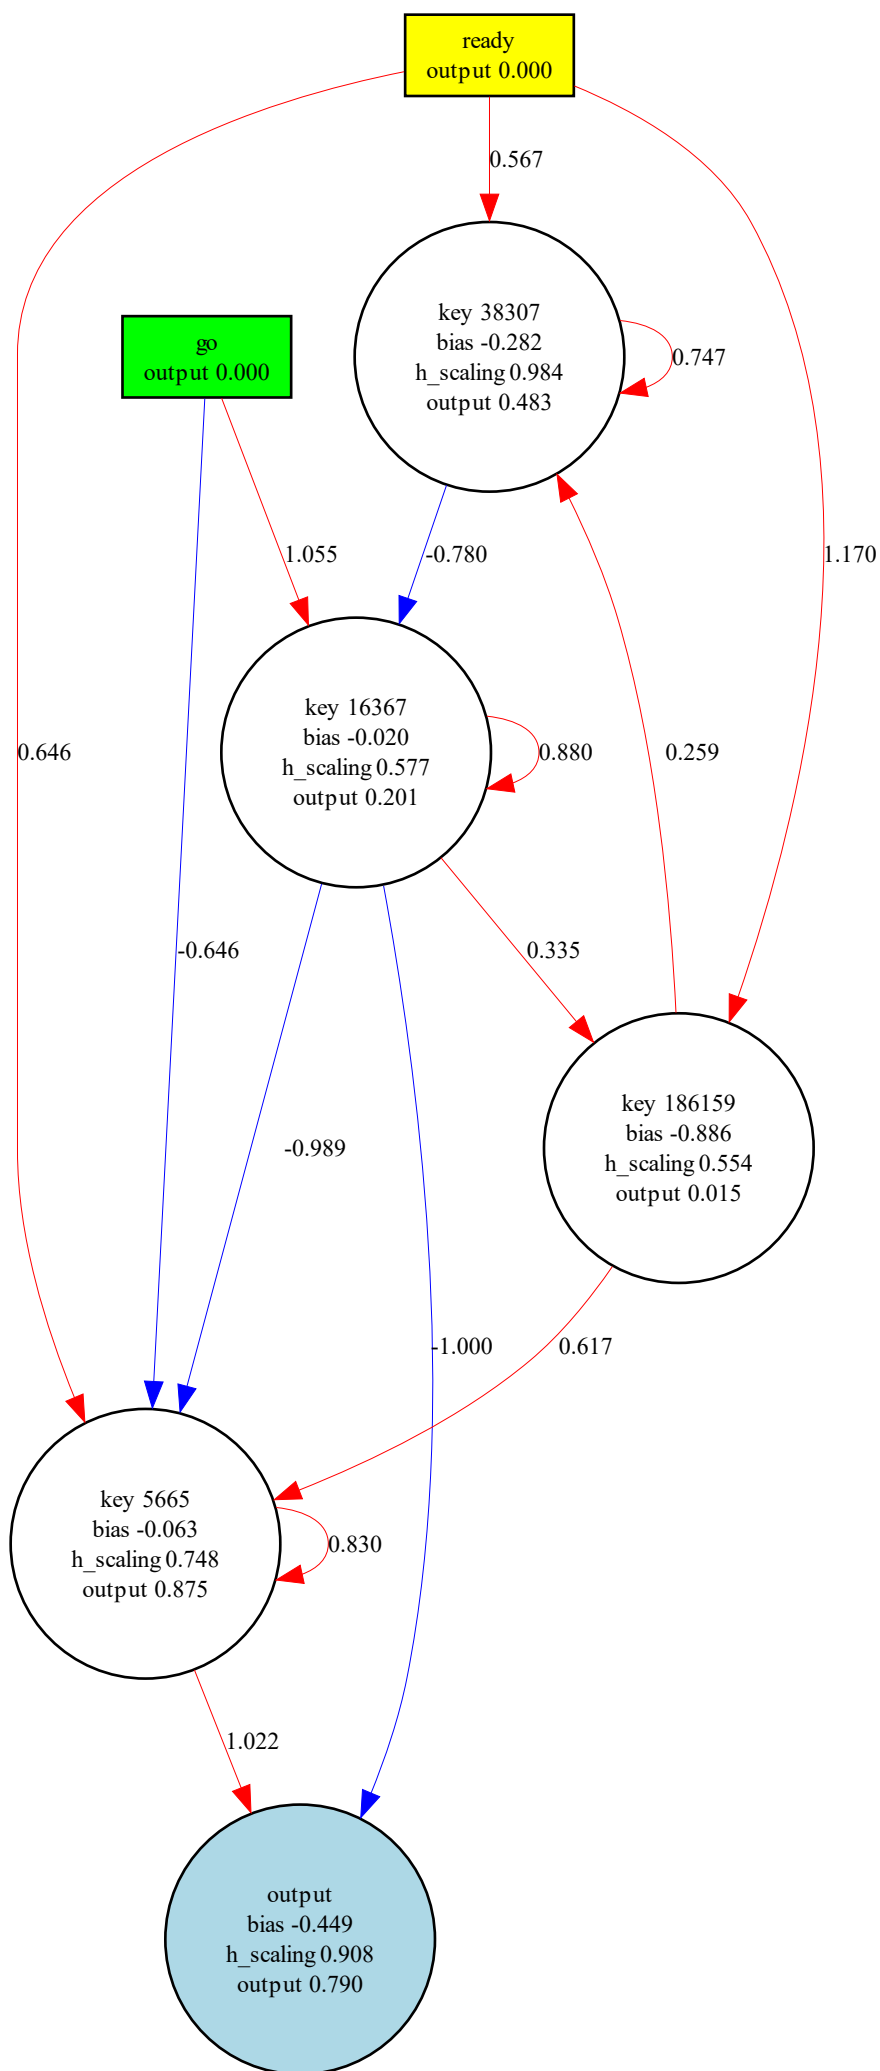 ready
output 0.000
0.567
go
output 0.000
key 38307
bias -0.282
h_scaling 0.984
output 0.483
0.747
1.055
-0.780
1.170
key 16367
bias -0.020
h_scaling 0.577
output 0.201
0.646
0.880
0.259
-0.646
0.335
key 186159
bias -0.886
h_scaling 0.554
output 0.015
-0.989
-1.000
0.617
key 5665
bias -0.063
h_scaling 0.748
output 0.875
0.830
1.022
output
bias -0.449
h_scaling 0.908
output 0.790